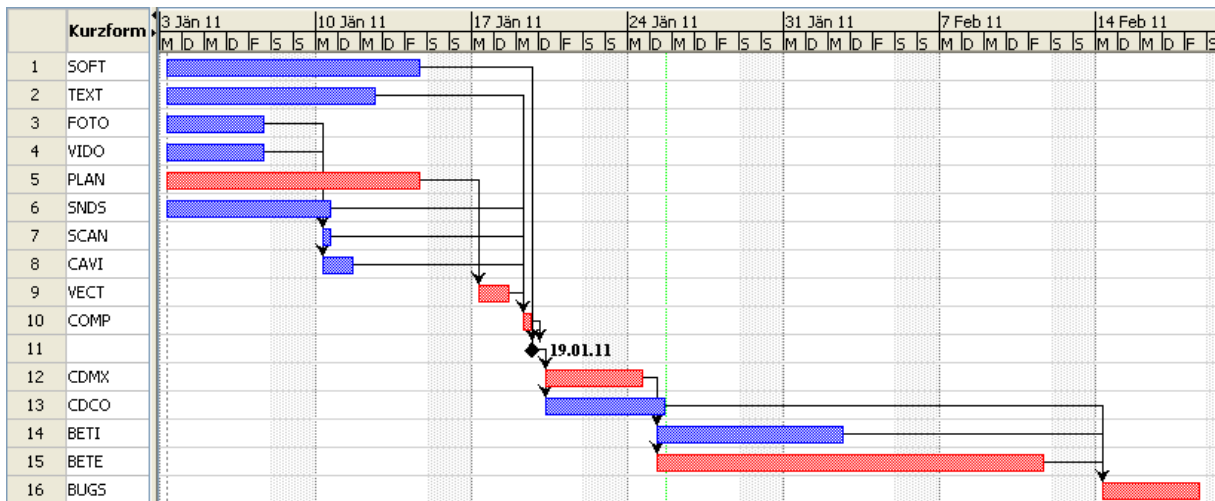 Kurzform 3 Jän 11 10 Jän 11 17 Jän 11 24 Jän 11 31 Jän 11 7 Feb 11 14 Feb 11
M D M D F S S M D M D F S S M D M D F S S M D M D F S S M D M D F S S M D M D F S S M D M D F S
1 SOFT
2 TEXT
3 FOTO
4 VIDO
5 PLAN
6 SNDS
7 SCAN
8 CAVI
9 VECT
10 COMP
11 19.01.11
12 CDMX
13 CDCO
14 BETI
15 BETE
16 BUGS